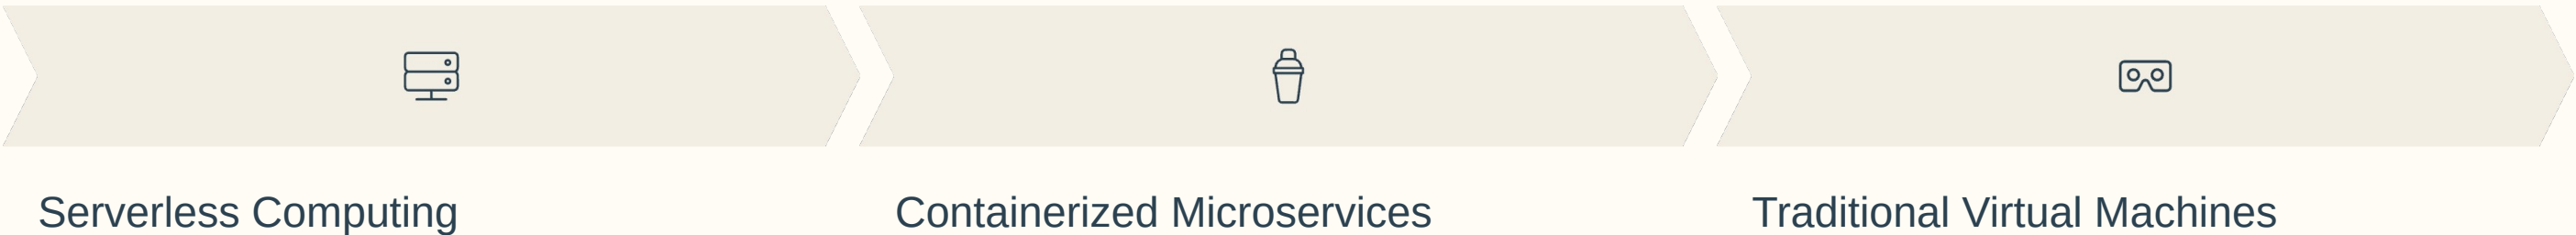 Serverless Computing
Containerized Microservices
Traditional Virtual Machines